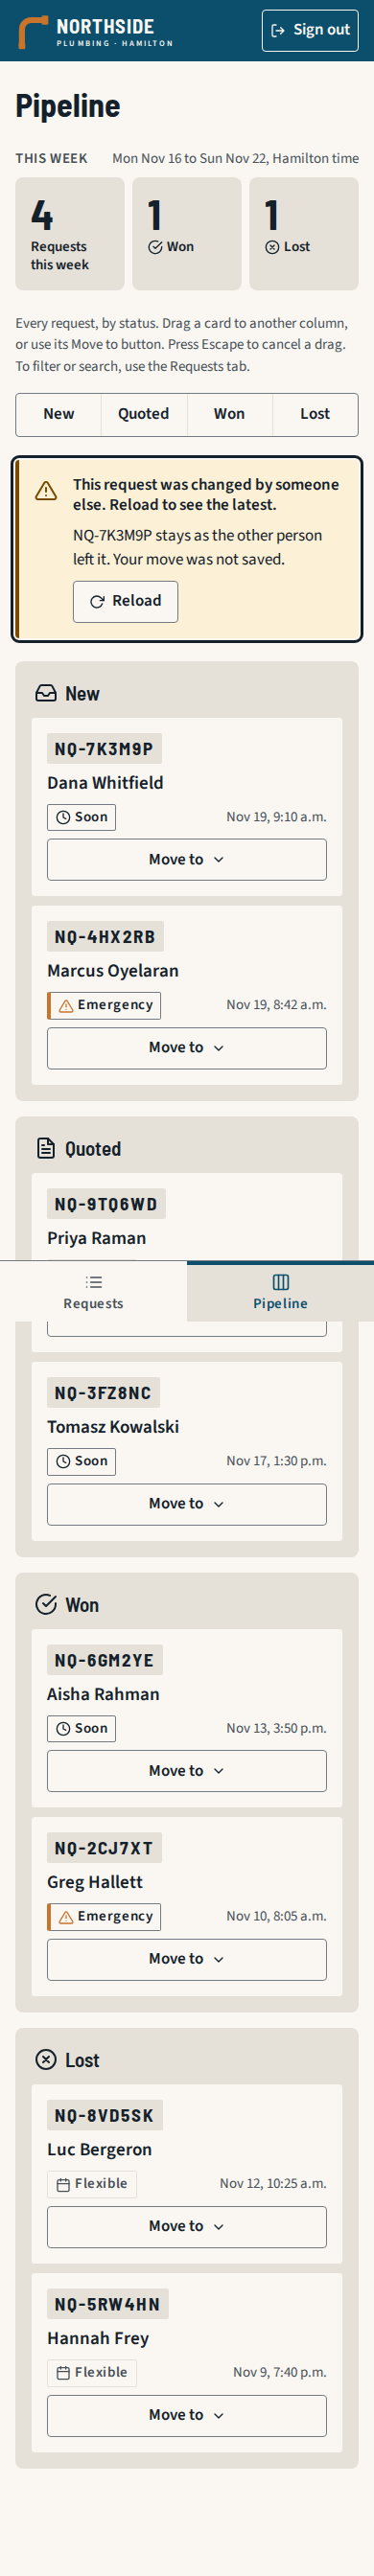 NORTHSIDE
PLUMBING · HAMILTON
Sign out
Pipeline
THIS WEEK
Mon Nov 16 to Sun Nov 22, Hamilton time
4
Requests
this week
1
Won
1
Lost
Every request, by status. Drag a card to another column,
or use its Move to button. Press Escape to cancel a drag.
To filter or search, use the Requests tab.
New
Quoted
Won
Lost
This request was changed by someone
else. Reload to see the latest.
NQ-7K3M9P stays as the other person
left it. Your move was not saved.
Reload
New
NQ-7K3M9P
Dana Whitfield
Soon
Nov 19, 9:10 a.m.
Move to
NQ-4HX2RB
Marcus Oyelaran
Emergency
Nov 19, 8:42 a.m.
Move to
Quoted
NQ-9TQ6WD
Priya Raman
Requests
Pipeline
NQ-3FZ8NC
Tomasz Kowalski
Soon
Nov 17, 1:30 p.m.
Move to
Won
NQ-6GM2YE
Aisha Rahman
Soon
Nov 13, 3:50 p.m.
Move to
NQ-2CJ7XT
Greg Hallett
Emergency
Nov 10, 8:05 a.m.
Move to
Lost
NQ-8VD5SK
Luc Bergeron
Flexible
Nov 12, 10:25 a.m.
Move to
NQ-5RW4HN
Hannah Frey
Flexible
Nov 9, 7:40 p.m.
Move to